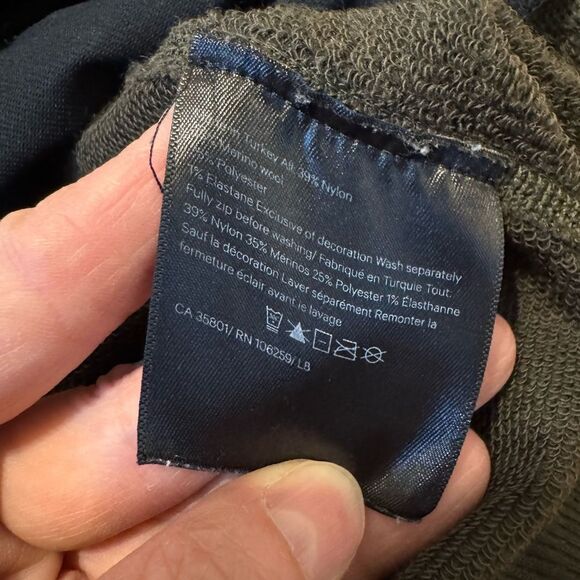 Turkey All: 39% Nylon
Merino wool
Polyester
1% Elastane Exclusive of decoration Wash separately
Fully zip before washing/ Fabriqué en Turquie Tout:
39% Nylon 35% Mérinos 25% Polyester 1% Élasthanne
Sauf la décoration Laver séparément Remonter la
fermeture éclair avant le lavage
CA 35801/ RN 106259/ L8